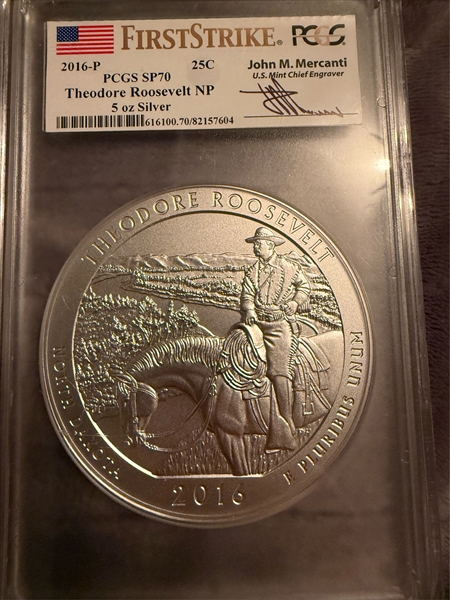 FIRSTSTRIKE® PCGS
2016-P 25C
PCGS SP70
Theodore Roosevelt NP
5 oz Silver
616100.70/82157604
John M. Mercanti
U.S. Mint Chief Engraver
THEODORE ROOSEVELT
NORTH DAKOTA
2016
E PLURIBUS UNUM